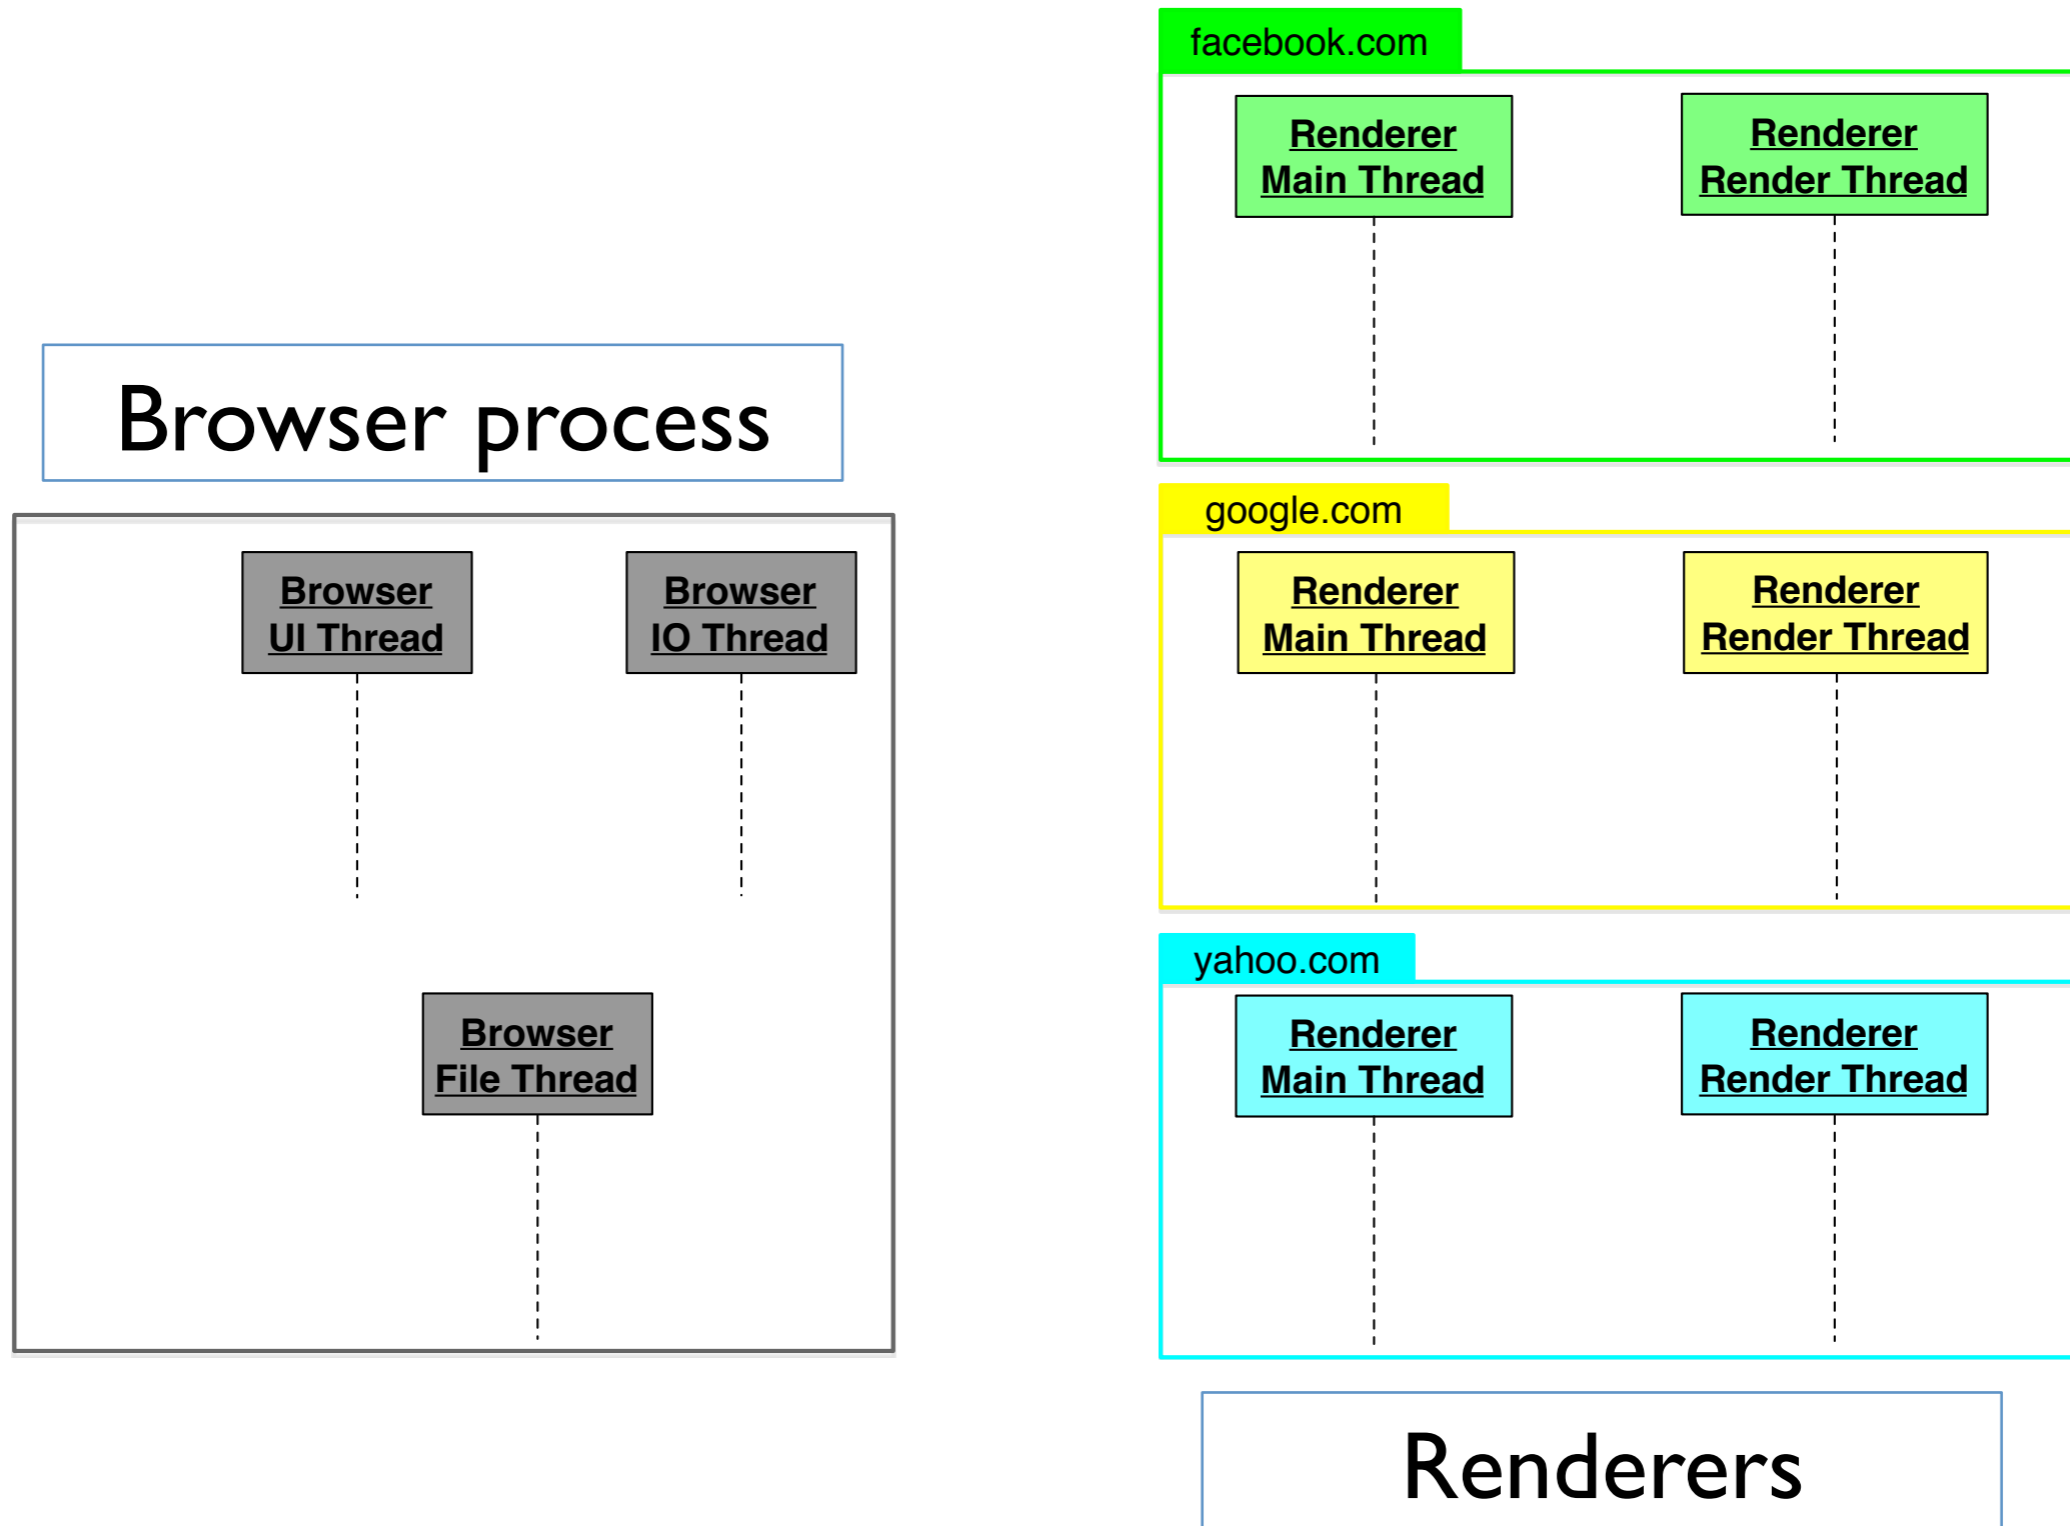 Browser process
Browser
UI Thread
Browser
IO Thread
Browser
File Thread
facebook.com
Renderer
Main Thread
Renderer
Render Thread
google.com
Renderer
Main Thread
Renderer
Render Thread
yahoo.com
Renderer
Main Thread
Renderer
Render Thread
Renderers